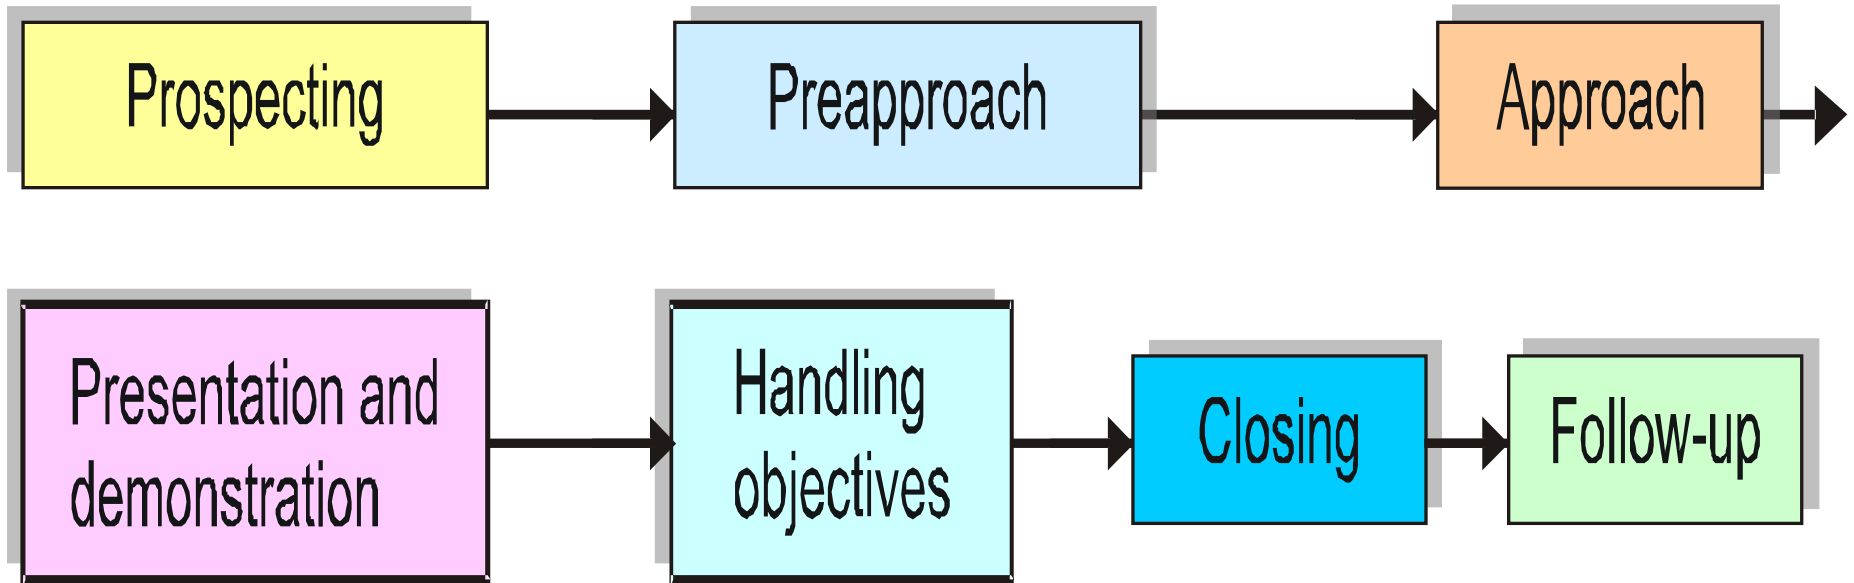 Prospecting
Preapproach
Approach
Presentation and
demonstration
Handling
objectives
Closing
Follow-up